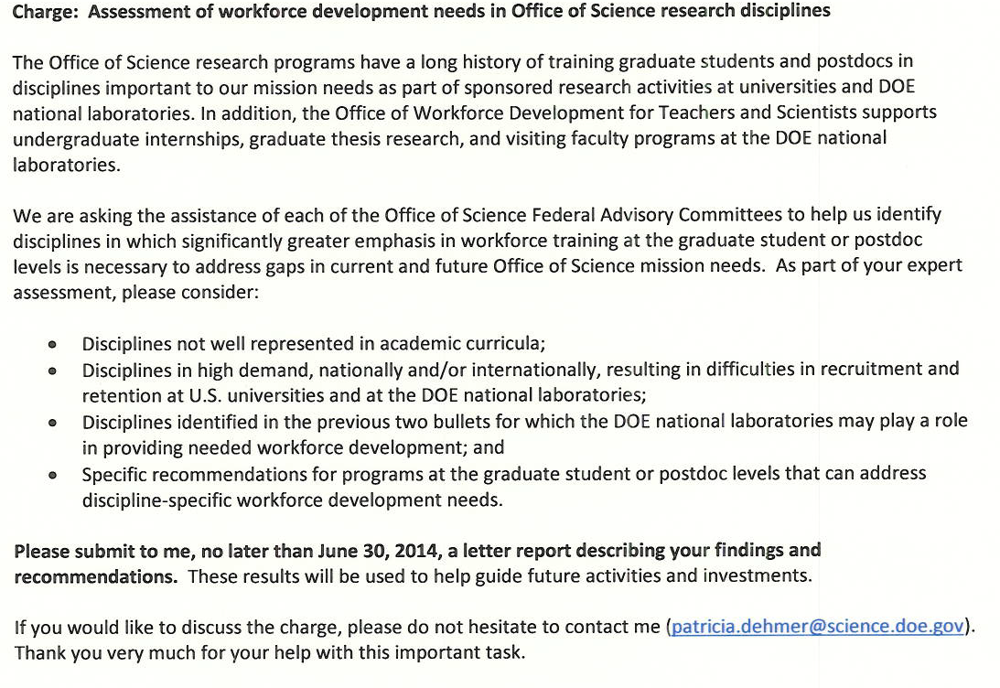 Charge:  Assessment of workforce development needs in Office of Science research disciplines
The Office of Science research programs have a long history of training graduate students and postdocs in
disciplines important to our mission needs as part of sponsored research activities at universities and DOE
national laboratories. In addition, the Office of Workforce Development for Teachers and Scientists supports
undergraduate internships, graduate thesis research, and visiting faculty programs at the DOE national
laboratories.
We are asking the assistance of each of the Office of Science Federal Advisory Committees to help us identify
disciplines in which significantly greater emphasis in workforce training at the graduate student or postdoc
levels is necessary to address gaps in current and future Office of Science mission needs.  As part of your expert
assessment, please consider:
• Disciplines not well represented in academic curricula;
• Disciplines in high demand, nationally and/or internationally, resulting in difficulties in recruitment and
retention at U.S. universities and at the DOE national laboratories;
• Disciplines identified in the previous two bullets for which the DOE national laboratories may play a role
in providing needed workforce development; and
• Specific recommendations for programs at the graduate student or postdoc levels that can address
discipline-specific workforce development needs.
Please submit to me, no later than June 30, 2014, a letter report describing your findings and
recommendations.  These results will be used to help guide future activities and investments.
If you would like to discuss the charge, please do not hesitate to contact me (patricia.dehmer@science.doe.gov).
Thank you very much for your help with this important task.